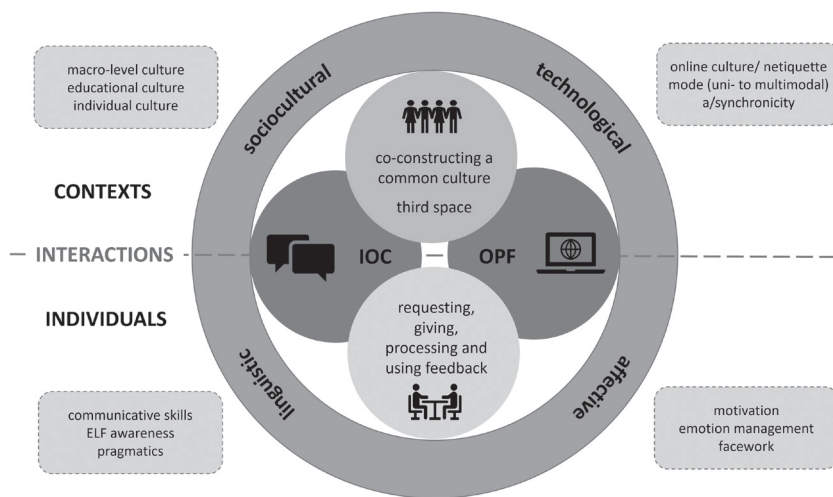 macro-level culture
educational culture
individual culture
sociocultural
technological
online culture/ netiquette
mode (uni- to multimodal)
a/synchronicity
co-constructing a
common culture
third space
CONTEXTS
INTERACTIONS
IOC
OPF
INDIVIDUALS
requesting,
giving,
processing and
using feedback
linguistic
affective
communicative skills
ELF awareness
pragmatics
motivation
emotion management
facework